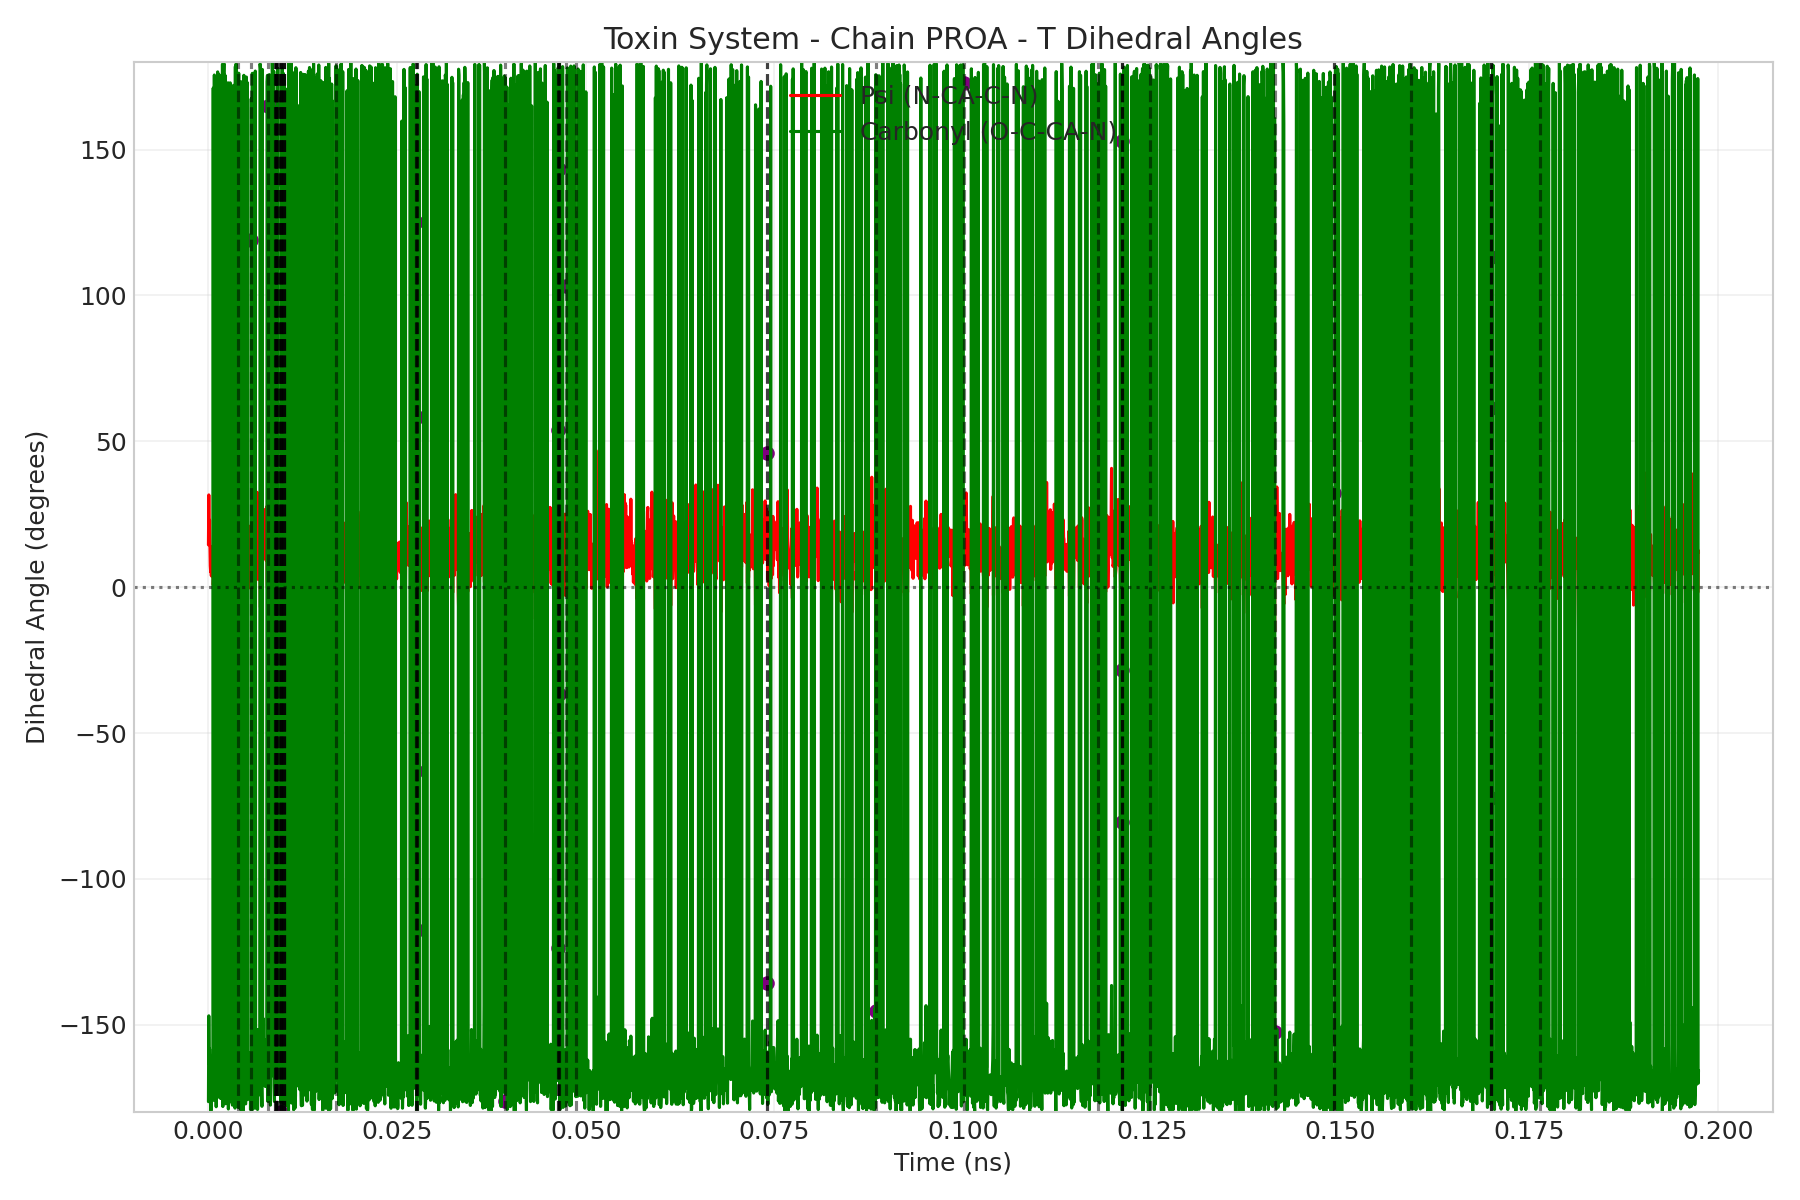 Toxin System - Chain PROA - T Dihedral Angles
Psi (N-CA-C-N)
Carbonyl (O-C-CA-N)
Dihedral Angle (degrees)
150
100
50
0
−50
−100
−150
0.000 0.025 0.050 0.075 0.100 0.125 0.150 0.175 0.200
Time (ns)